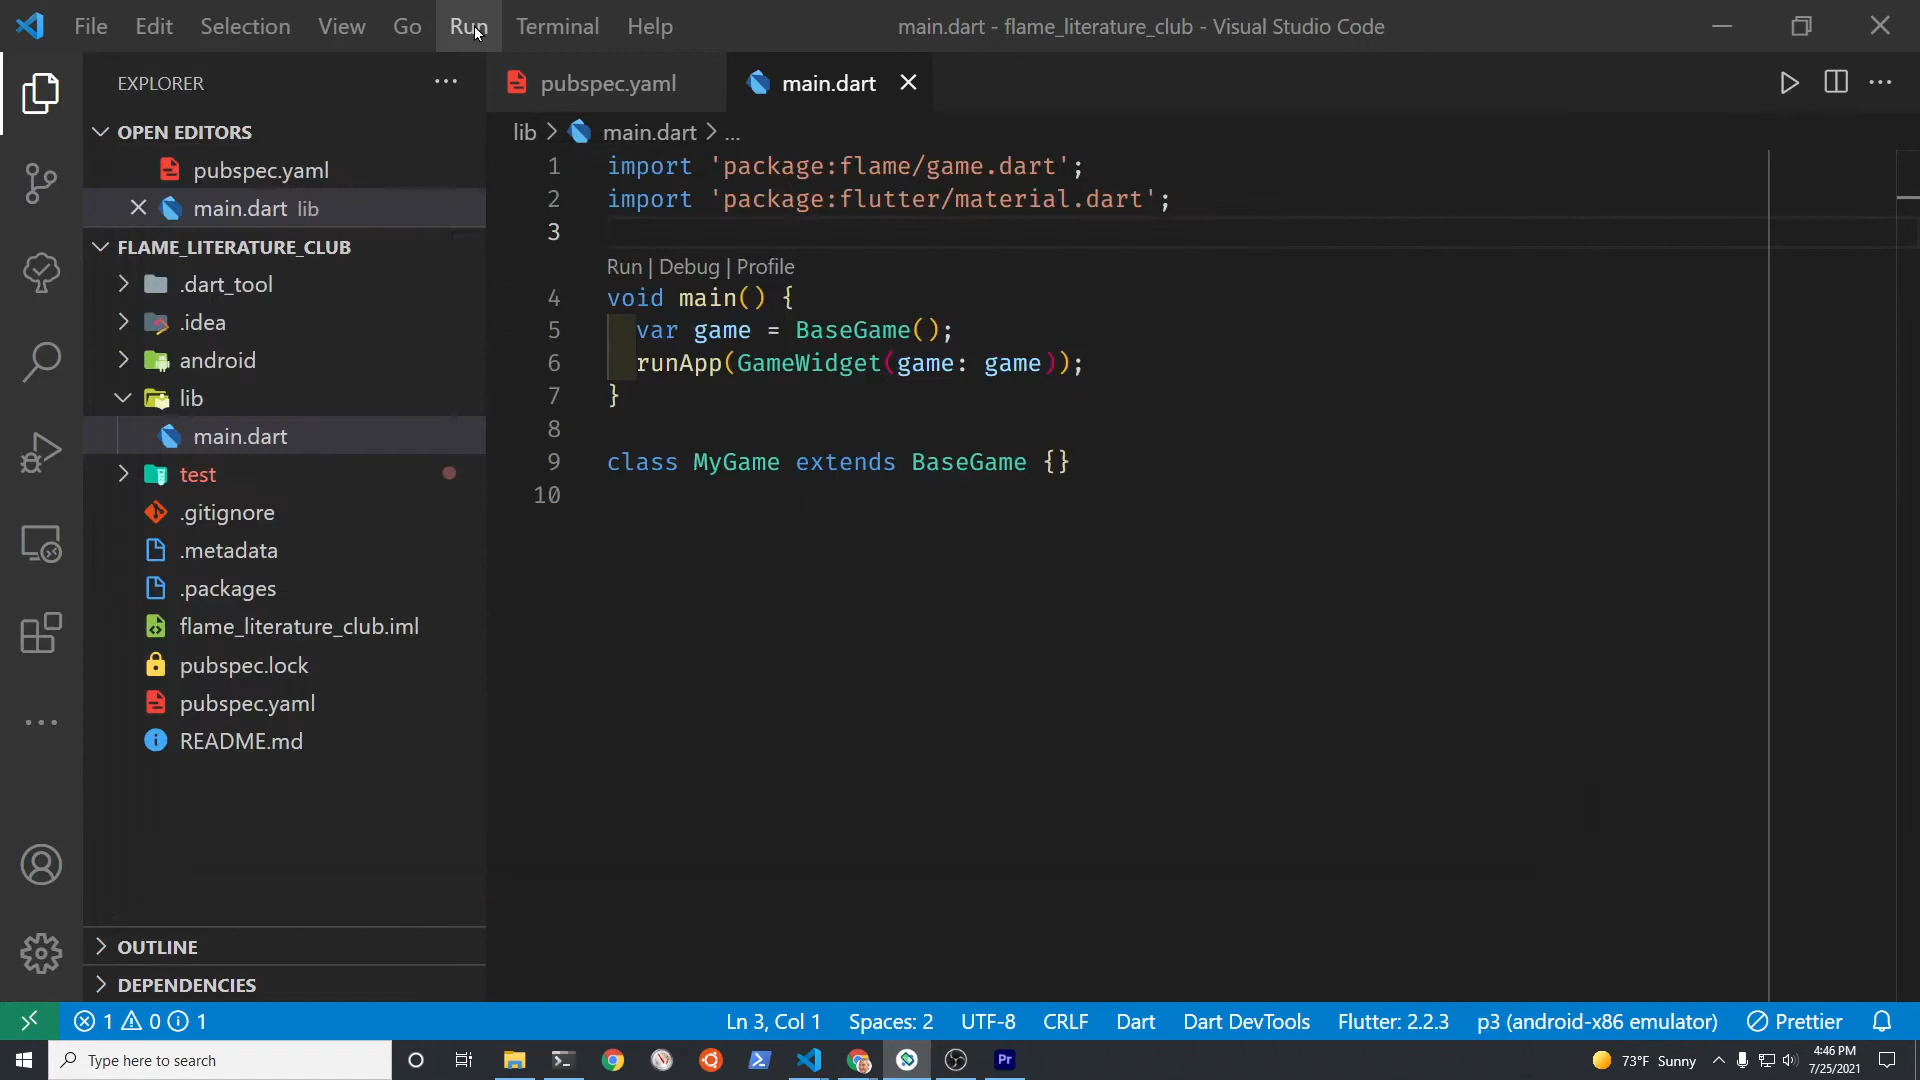 File Edit Selection View Go Run Terminal Help main.dart - flame_literature_club - Visual Studio Code
EXPLORER
OPEN EDITORS
pubspec.yaml
main.dart lib
FLAME_LITERATURE_CLUB
.dart_tool
.idea
android
lib
main.dart
test
.gitignore
.metadata
.packages
flame_literature_club.iml
pubspec.lock
pubspec.yaml
README.md
OUTLINE
DEPENDENCIES
pubspec.yaml main.dart
lib > main.dart > ...
1 import 'package:flame/game.dart';
2 import 'package:flutter/material.dart';
3
Run | Debug | Profile
4 void main() {
5 var game = BaseGame();
6 runApp(GameWidget(game: game));
7 }
8
9 class MyGame extends BaseGame {}
10
1 0 1 Ln 3, Col 1 Spaces: 2 UTF-8 CRLF Dart Dart DevTools Flutter: 2.2.3 p3 (android-x86 emulator) Prettier
Type here to search Pr 73°F Sunny 4:46 PM
7/25/2021